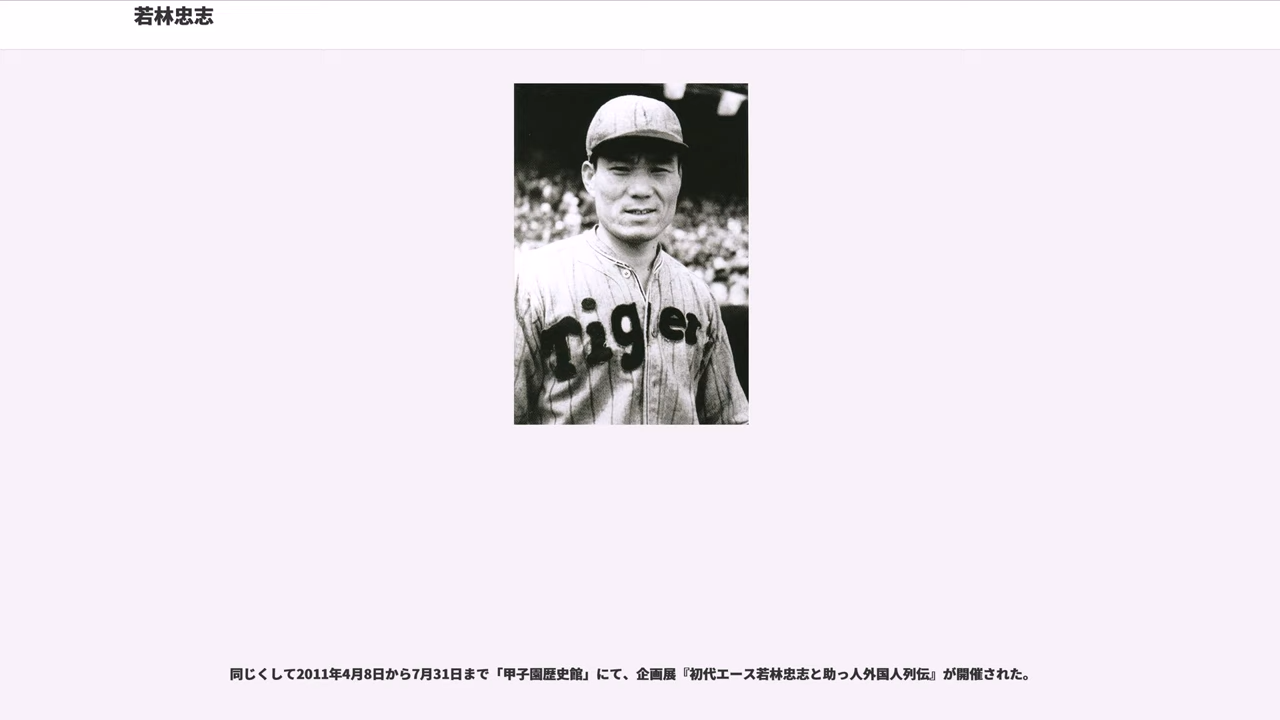 若林忠志
Tigers
同じくして2011年4月8日から7月31日まで「甲子園歴史館」にて、企画展『初代エース若林忠志と助っ人外国人列伝』が開催された。